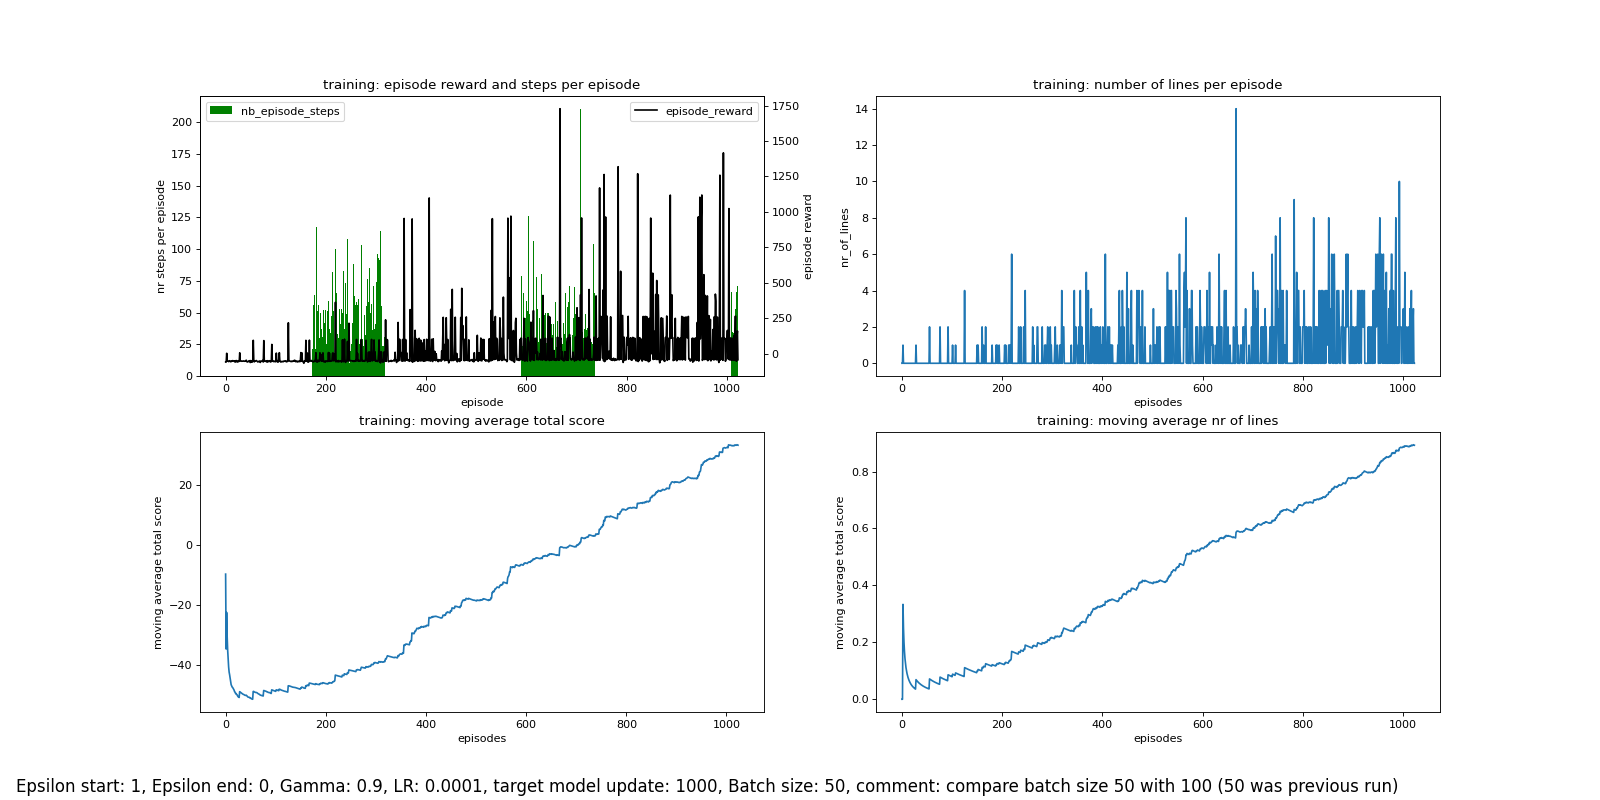 training: episode reward and steps per episode
nb_episode_steps
episode_reward
nr steps per episode
0 25 50 75 100 125 150 175 200
episode reward
0 250 500 750 1000 1250 1500 1750
0 200 400 600 800 1000
episode
training: number of lines per episode
nr_of_lines
0 2 4 6 8 10 12 14
0 200 400 600 800 1000
episodes
training: moving average total score
moving average total score
−40 −20 0 20
0 200 400 600 800 1000
episodes
training: moving average nr of lines
moving average total score
0.0 0.2 0.4 0.6 0.8
0 200 400 600 800 1000
episodes
Epsilon start: 1, Epsilon end: 0, Gamma: 0.9, LR: 0.0001, target model update: 1000, Batch size: 50, comment: compare batch size 50 with 100 (50 was previous run)